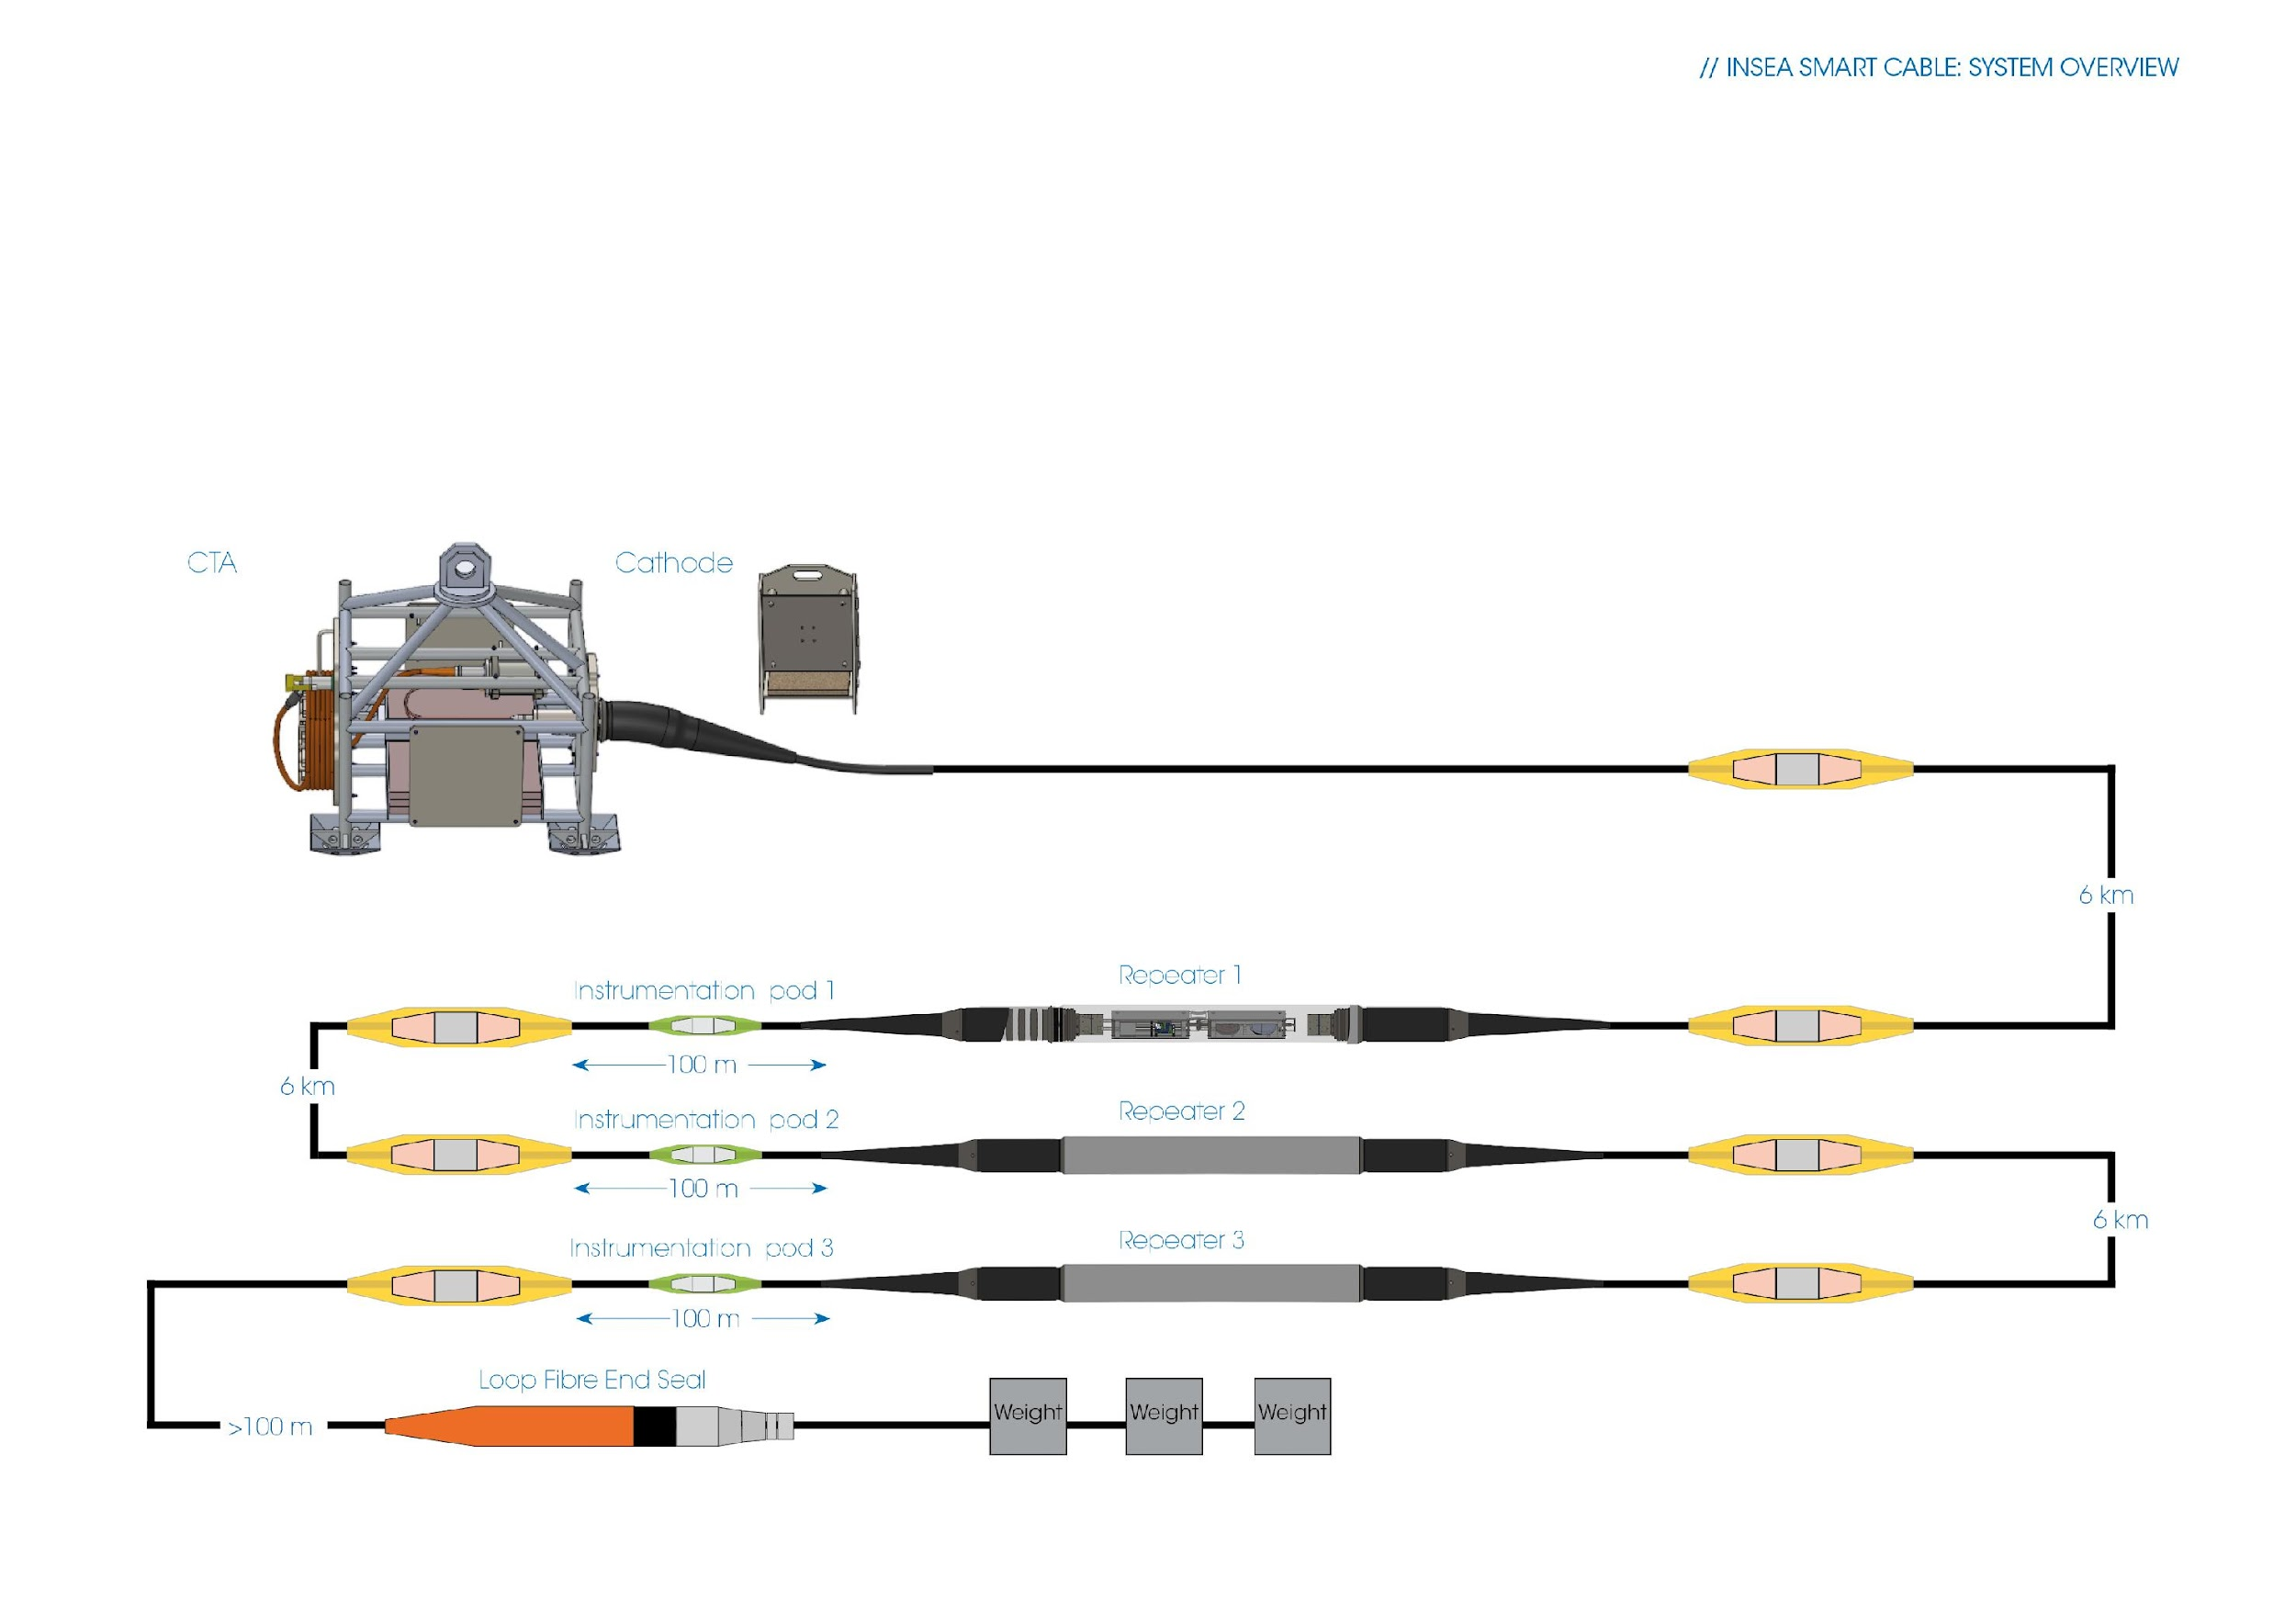 // INSEA SMART CABLE: SYSTEM OVERVIEW
CTA
Cathode
6 km
Repeater 1
Instrumentation pod 1
100 m
6 km
Repeater 2
Instrumentation pod 2
100 m
6 km
Repeater 3
Instrumentation pod 3
100 m
Loop Fibre End Seal
>100 m
Weight
Weight
Weight